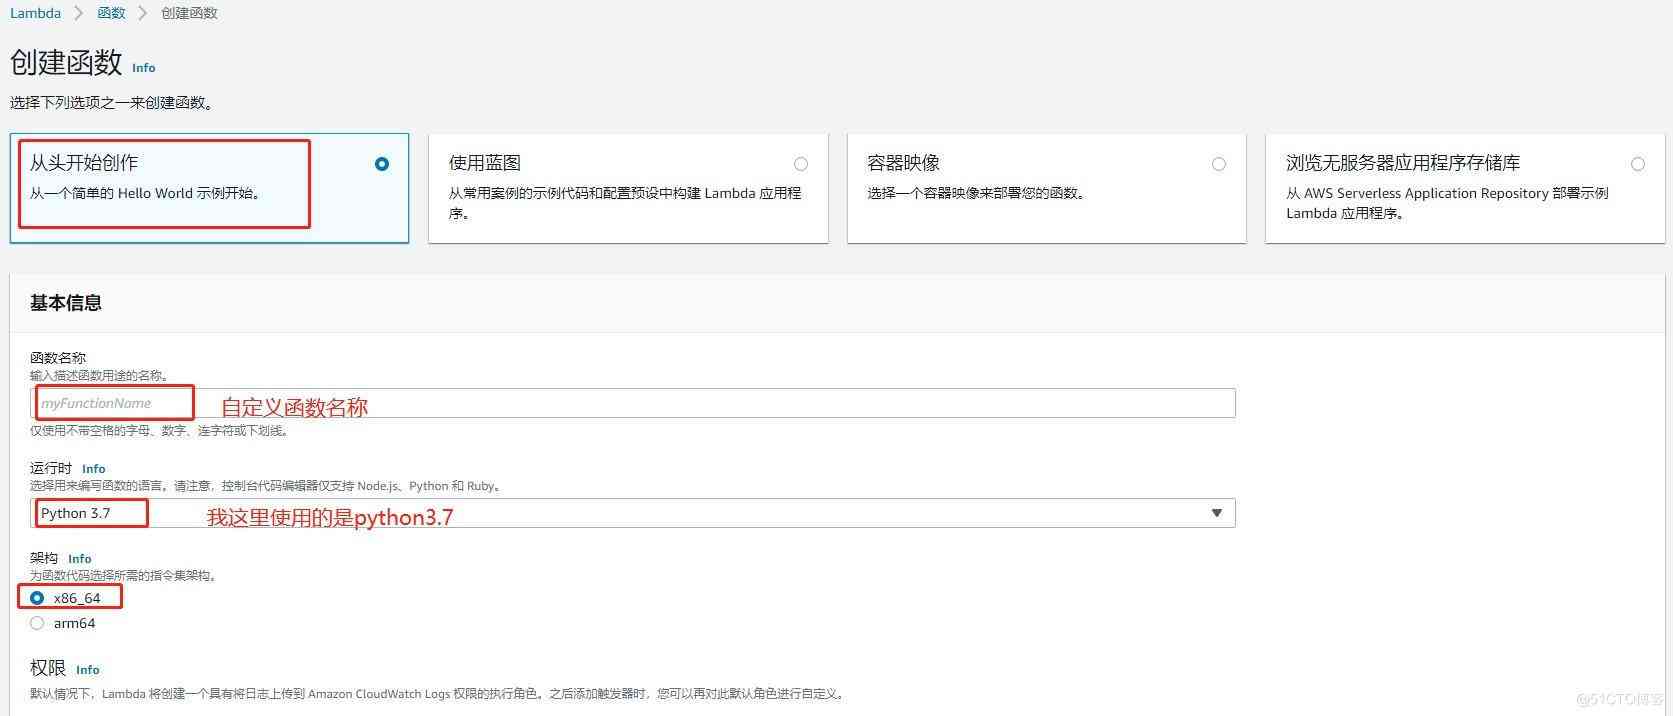 Lambda > 函数 > 创建函数
创建函数 Info
选择下列选项之一来创建函数。
从头开始创作
从一个简单的 Hello World 示例开始。
使用蓝图
从常用案例的示例代码和配置预设中构建 Lambda 应用程
序。
容器映像
选择一个容器映像来部署您的函数。
浏览无服务器应用程序存储库
从 AWS Serverless Application Repository 部署示例
Lambda 应用程序。
基本信息
函数名称
输入描述函数用途的名称。
myFunctionName 自定义函数名称
仅使用不带空格的字母、数字、连字符或下划线。
运行时 Info
选择用来编写函数的语言。请注意，控制台代码编辑器仅支持 Node.js、Python 和 Ruby。
Python 3.7 我这里使用的是python3.7
架构 Info
为函数代码选择所需的指令集架构。
x86_64
arm64
权限 Info
默认情况下，Lambda 将创建一个具有将日志上传到 Amazon CloudWatch Logs 权限的执行角色。之后添加触发器时，您可以再对此默认角色进行自定义。
@51CTO博客